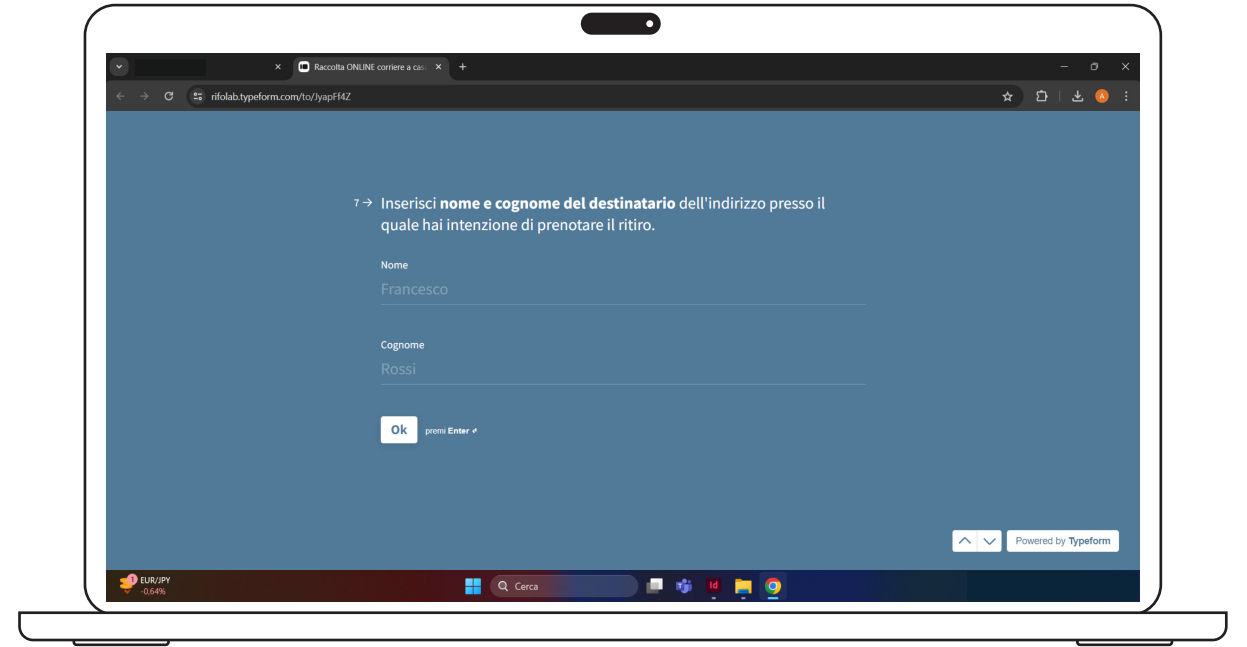 Raccolta ONLINE corriere a cas
rifolab.typeform.com/to/JyapFf4Z
A
7 → Inserisci nome e cognome del destinatario dell'indirizzo presso il
quale hai intenzione di prenotare il ritiro.
Nome
Francesco
Cognome
Rossi
Ok premi Enter ↵
Powered by Typeform
1
EUR/JPY
-0,64%
Cerca
Id